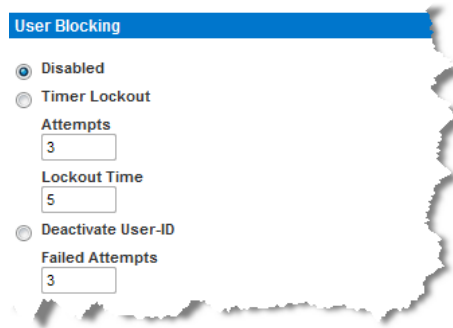 User Blocking
Disabled
Timer Lockout
Attempts
3
Lockout Time
5
Deactivate User-ID
Failed Attempts
3